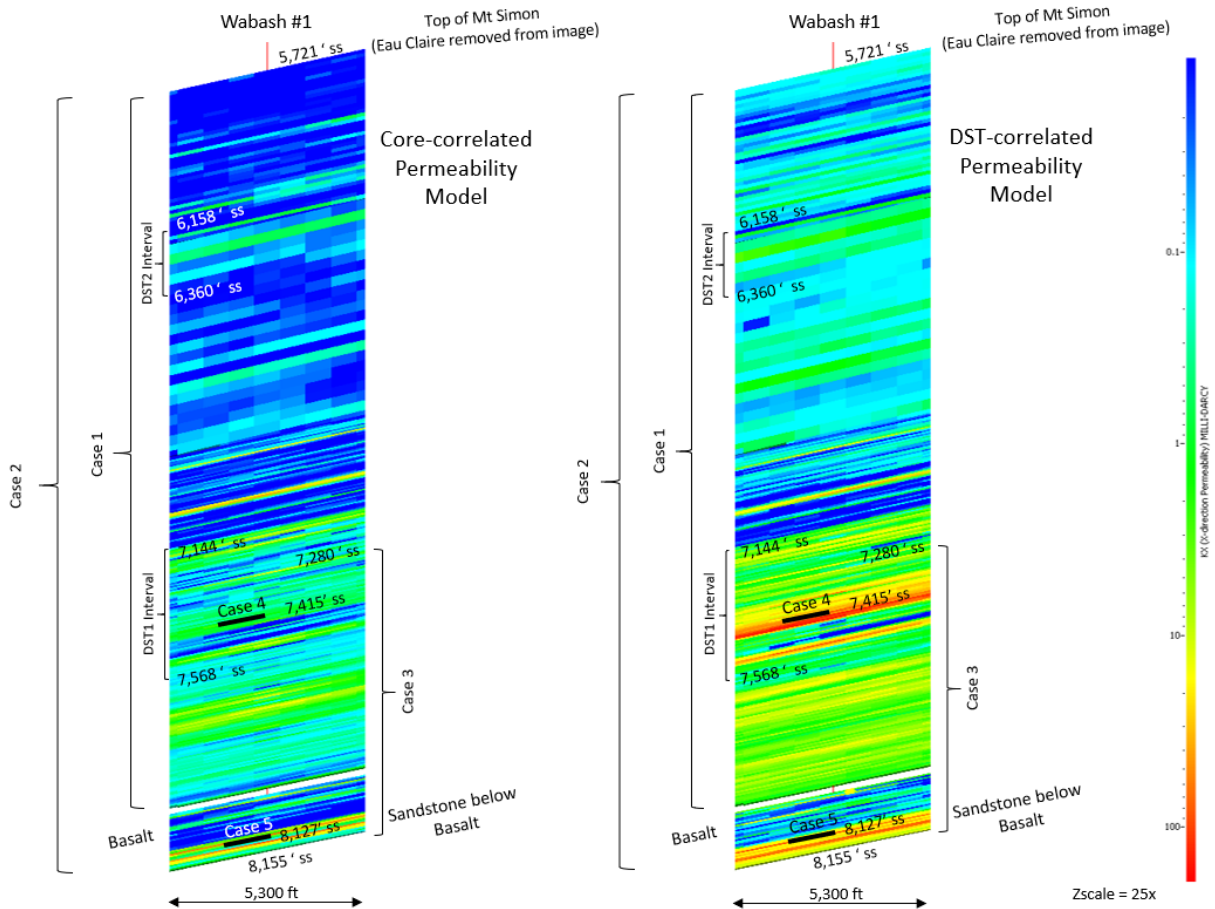 Wabash #1
Top of Mt Simon
(Eau Claire removed from image)
5,721 ‘ ss
Core-correlated
Permeability
Model
6,158 ‘ ss
DST2 Interval
6,360 ‘ ss
Case 1
Case 2
7,144 ‘ ss
7,280 ‘ ss
DST1 Interval
Case 4
7,415’ ss
7,568 ‘ ss
Case 3
Basalt
Case 5
8,127’ ss
Sandstone below
Basalt
8,155 ‘ ss
5,300 ft
Wabash #1
Top of Mt Simon
(Eau Claire removed from image)
5,721 ‘ ss
DST-correlated
Permeability
Model
6,158 ‘ ss
DST2 Interval
6,360 ‘ ss
Case 1
Case 2
7,144 ‘ ss
7,280 ‘ ss
DST1 Interval
Case 4
7,415’ ss
7,568 ‘ ss
Case 3
Basalt
Case 5
8,127’ ss
Sandstone below
Basalt
8,155 ‘ ss
5,300 ft
0.1
1
10
100
KX (X-direction Permeability) MILLI-DARCY
Zscale = 25x